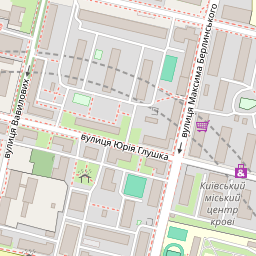 вулиця Вавилових
вулиця Максима Берлинського
вулиця Юрія Глушка
Київський
міський
центр
крові